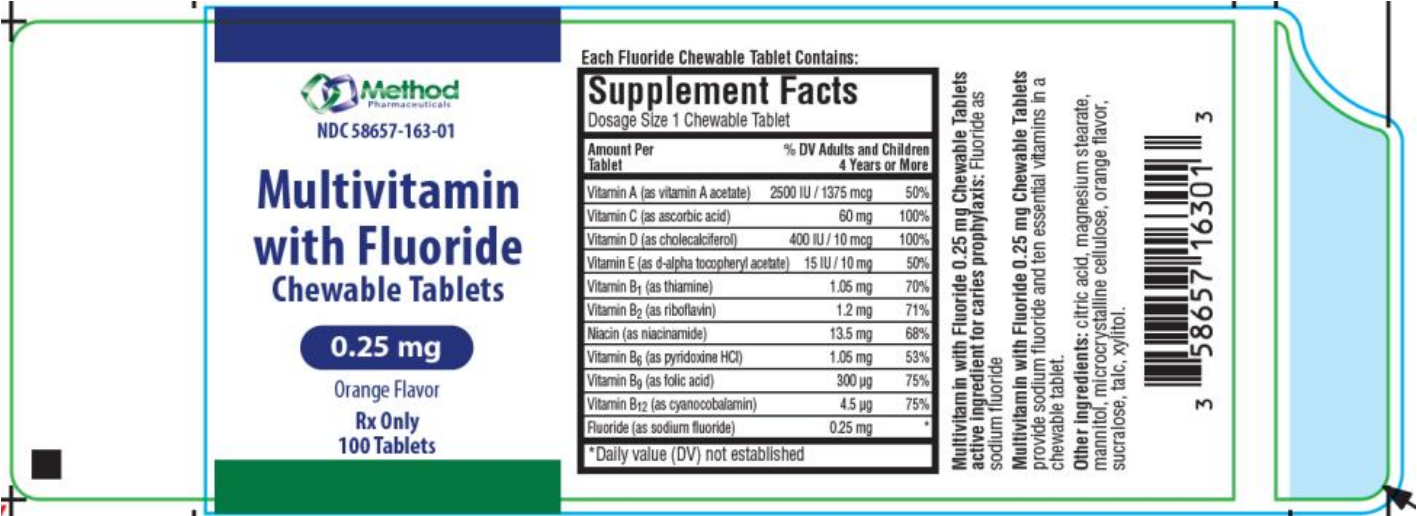 Method
Pharmaceuticals
NDC 58657-163-01
Multivitamin
with Fluoride
Chewable Tablets
0.25 mg
Orange Flavor
Rx Only
100 Tablets
Each Fluoride Chewable Tablet Contains:
Supplement Facts
Dosage Size 1 Chewable Tablet
Amount Per Tablet % DV Adults and Children 4 Years or More
Vitamin A (as vitamin A acetate) 2500 IU / 1375 mcg 50%
Vitamin C (as ascorbic acid) 60 mg 100%
Vitamin D (as cholecalciferol) 400 IU / 10 mcg 100%
Vitamin E (as d-alpha tocopheryl acetate) 15 IU / 10 mg 50%
Vitamin B1 (as thiamine) 1.05 mg 70%
Vitamin B2 (as riboflavin) 1.2 mg 71%
Niacin (as niacinamide) 13.5 mg 68%
Vitamin B6 (as pyridoxine HCl) 1.05 mg 53%
Vitamin B9 (as folic acid) 300 µg 75%
Vitamin B12 (as cyanocobalamin) 4.5 µg 75%
Fluoride (as sodium fluoride) 0.25 mg *
*Daily value (DV) not established
Multivitamin with Fluoride 0.25 mg Chewable Tablets
active ingredient for caries prophylaxis: Fluoride as
sodium fluoride
Multivitamin with Fluoride 0.25 mg Chewable Tablets
provide sodium fluoride and ten essential vitamins in a
chewable tablet.
Other ingredients: citric acid, magnesium stearate,
mannitol, microcrystalline cellulose, orange flavor,
sucralose, talc, xylitol.
3 58657 16301 3